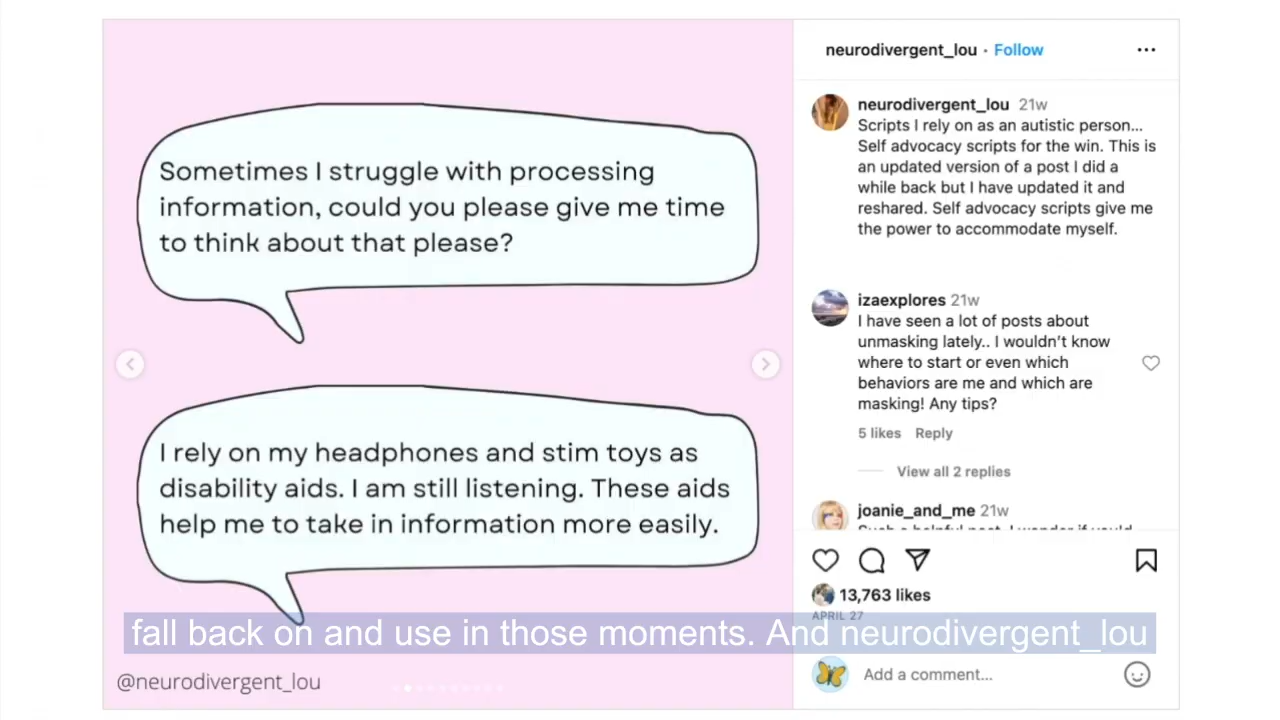 Sometimes I struggle with processing
information, could you please give me time
to think about that please?
I rely on my headphones and stim toys as
disability aids. I am still listening. These aids
help me to take in information more easily.
@neurodivergent_lou
neurodivergent_lou · Follow
neurodivergent_lou 21w
Scripts I rely on as an autistic person...
Self advocacy scripts for the win. This is
an updated version of a post I did a
while back but I have updated it and
reshared. Self advocacy scripts give me
the power to accommodate myself.
izaexplores 21w
I have seen a lot of posts about
unmasking lately.. I wouldn't know
where to start or even which
behaviors are me and which are
masking! Any tips?
5 likes Reply
View all 2 replies
joanie_and_me 21w
Such a helpful post. I wonder if you'd
13,763 likes
APRIL 27
Add a comment...
fall back on and use in those moments. And neurodivergent_lou